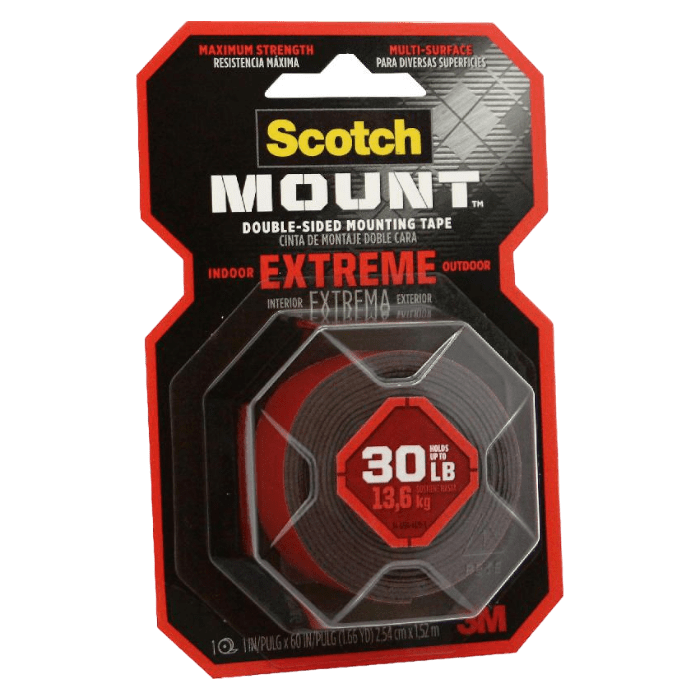 MAXIMUM STRENGTH
RESISTENCIA MÁXIMA
MULTI-SURFACE
PARA DIVERSAS SUPERFICIES
Scotch
MOUNT™
DOUBLE-SIDED MOUNTING TAPE
CINTA DE MONTAJE DOBLE CARA
INDOOR EXTREME OUTDOOR
INTERIOR EXTREMA EXTERIOR
30 HOLDS UP TO LB
13,6 kg
1 IN/PULG x 60 IN/PULG (1.66 YD) 2.54 cm x 1.52 m
3M